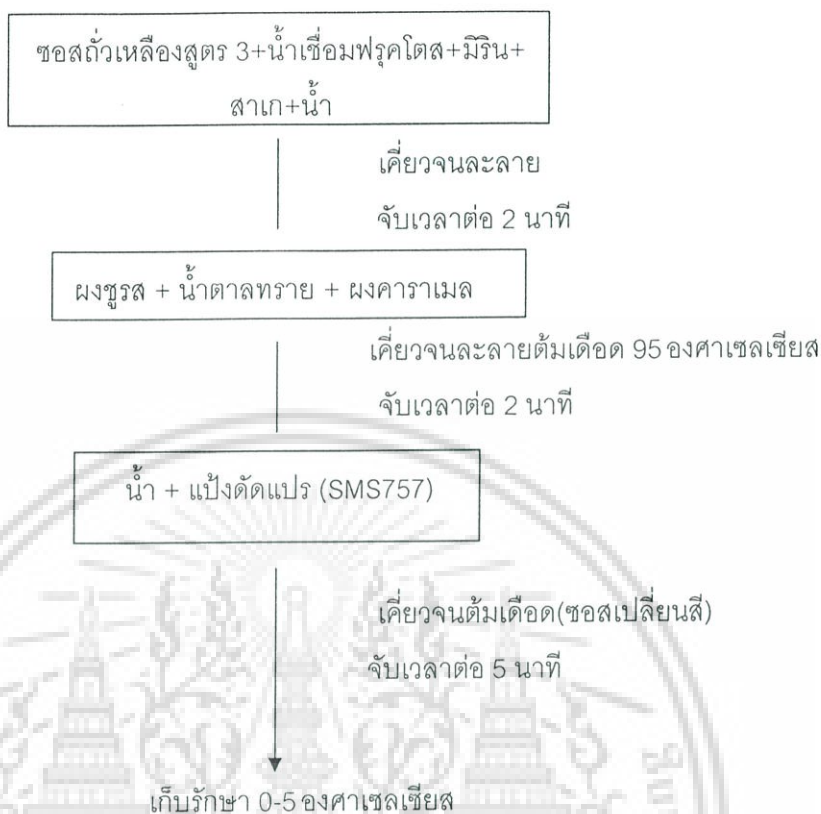 ซอสถั่วเหลืองสูตร 3+น้ำเชื่อมฟรุคโตส+มิริน+
สาเก+น้ำ
เคี่ยวจนละลาย
จับเวลาต่อ 2 นาที
ผงชูรส + น้ำตาลทราย + ผงคาราเมล
เคี่ยวจนละลายต้มเดือด 95 องศาเซลเซียส
จับเวลาต่อ 2 นาที
น้ำ + แป้งดัดแปร (SMS757)
เคี่ยวจนต้มเดือด(ซอสเปลี่ยนสี)
จับเวลาต่อ 5 นาที
เก็บรักษา 0-5 องศาเซลเซียส